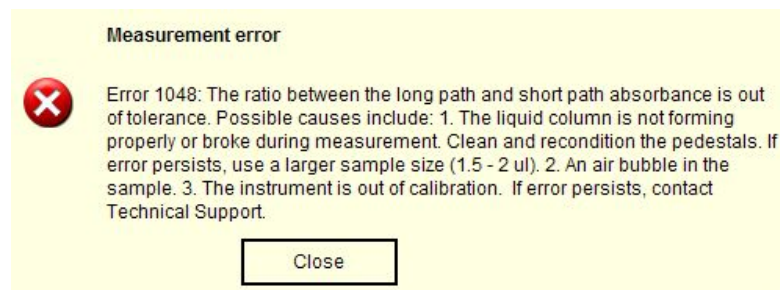 Measurement error
Error 1048: The ratio between the long path and short path absorbance is out
of tolerance. Possible causes include: 1. The liquid column is not forming
properly or broke during measurement. Clean and recondition the pedestals. If
error persists, use a larger sample size (1.5 - 2 ul). 2. An air bubble in the
sample. 3. The instrument is out of calibration.  If error persists, contact
Technical Support.
Close